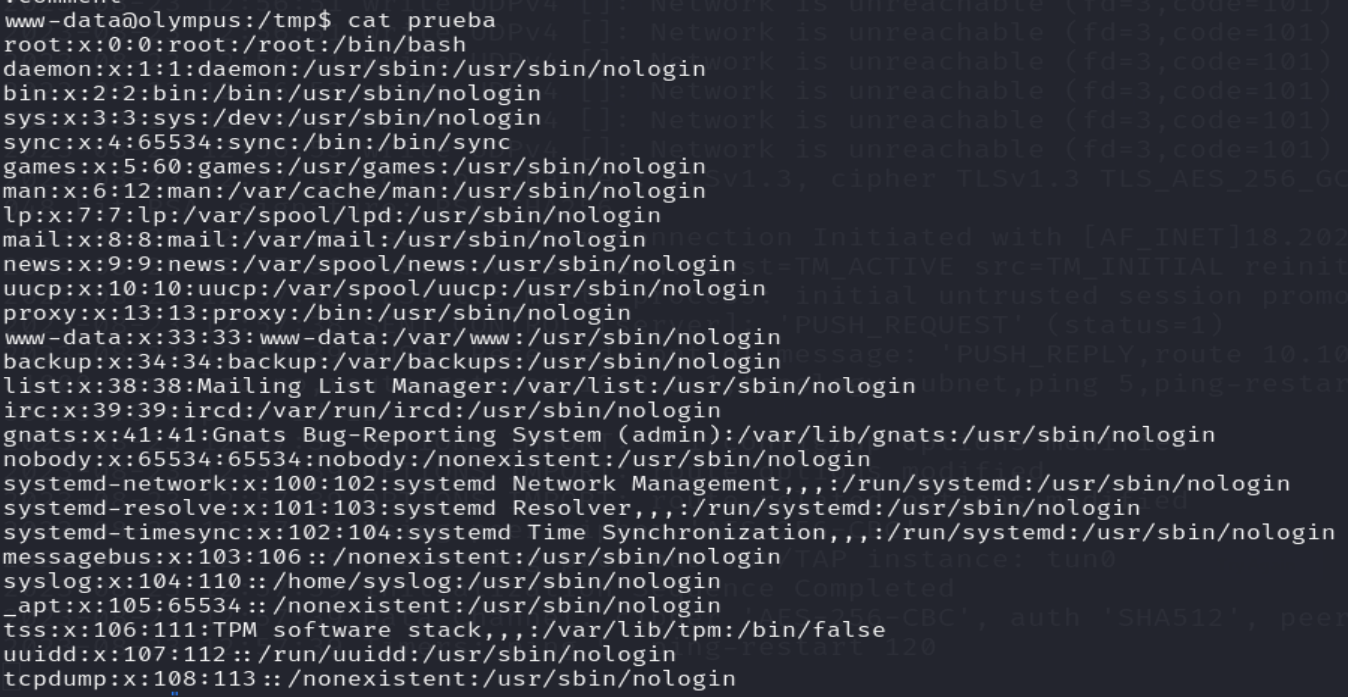 www-data@olympus:/tmp$ cat prueba
root:x:0:0:root:/root:/bin/bash
daemon:x:1:1:daemon:/usr/sbin:/usr/sbin/nologin
bin:x:2:2:bin:/bin:/usr/sbin/nologin
sys:x:3:3:sys:/dev:/usr/sbin/nologin
sync:x:4:65534:sync:/bin:/bin/sync
games:x:5:60:games:/usr/games:/usr/sbin/nologin
man:x:6:12:man:/var/cache/man:/usr/sbin/nologin
lp:x:7:7:lp:/var/spool/lpd:/usr/sbin/nologin
mail:x:8:8:mail:/var/mail:/usr/sbin/nologin
news:x:9:9:news:/var/spool/news:/usr/sbin/nologin
uucp:x:10:10:uucp:/var/spool/uucp:/usr/sbin/nologin
proxy:x:13:13:proxy:/bin:/usr/sbin/nologin
www-data:x:33:33:www-data:/var/www:/usr/sbin/nologin
backup:x:34:34:backup:/var/backups:/usr/sbin/nologin
list:x:38:38:Mailing List Manager:/var/list:/usr/sbin/nologin
irc:x:39:39:ircd:/var/run/ircd:/usr/sbin/nologin
gnats:x:41:41:Gnats Bug-Reporting System (admin):/var/lib/gnats:/usr/sbin/nologin
nobody:x:65534:65534:nobody:/nonexistent:/usr/sbin/nologin
systemd-network:x:100:102:systemd Network Management,,,:/run/systemd:/usr/sbin/nologin
systemd-resolve:x:101:103:systemd Resolver,,,:/run/systemd:/usr/sbin/nologin
systemd-timesync:x:102:104:systemd Time Synchronization,,,:/run/systemd:/usr/sbin/nologin
messagebus:x:103:106::/nonexistent:/usr/sbin/nologin
syslog:x:104:110::/home/syslog:/usr/sbin/nologin
_apt:x:105:65534::/nonexistent:/usr/sbin/nologin
tss:x:106:111:TPM software stack,,,:/var/lib/tpm:/bin/false
uuidd:x:107:112::/run/uuidd:/usr/sbin/nologin
tcpdump:x:108:113::/nonexistent:/usr/sbin/nologin